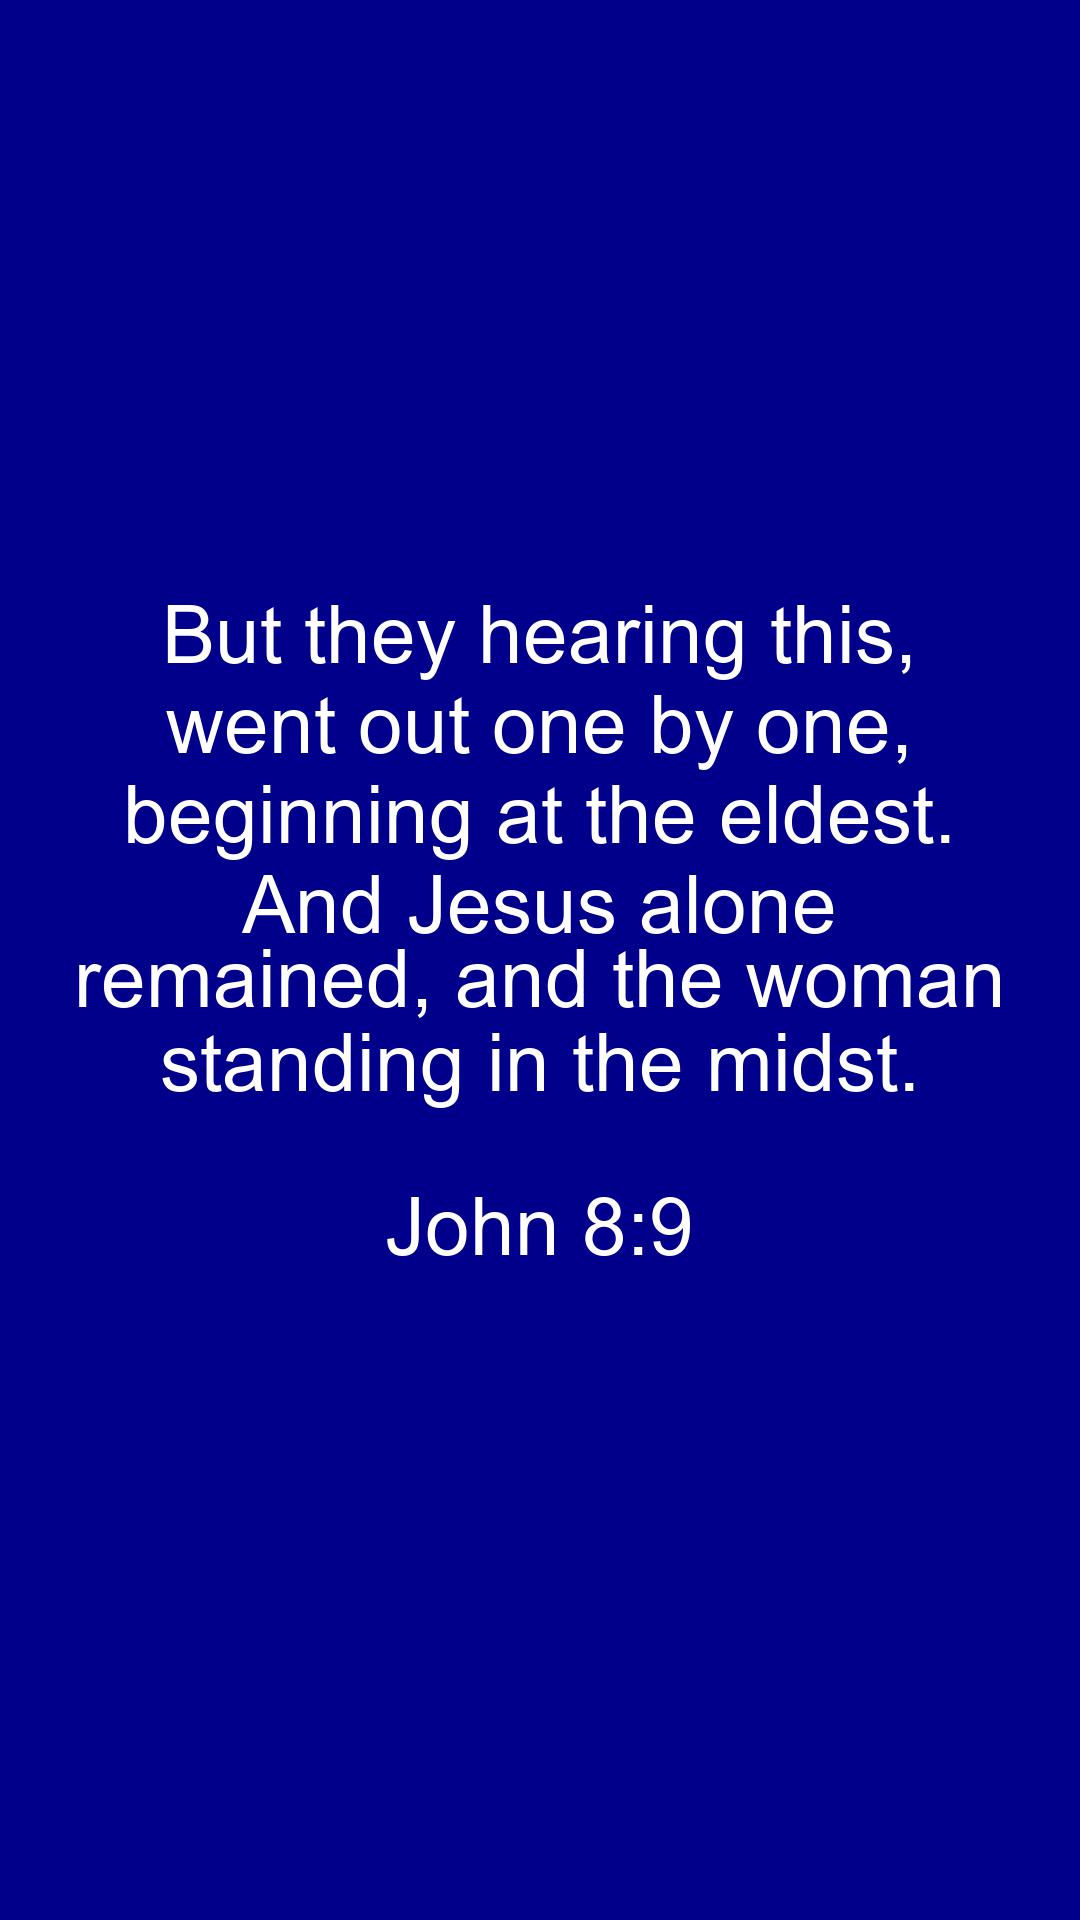 But they hearing this,
went out one by one,
beginning at the eldest.
And Jesus alone
remained, and the woman
standing in the midst.
John 8:9